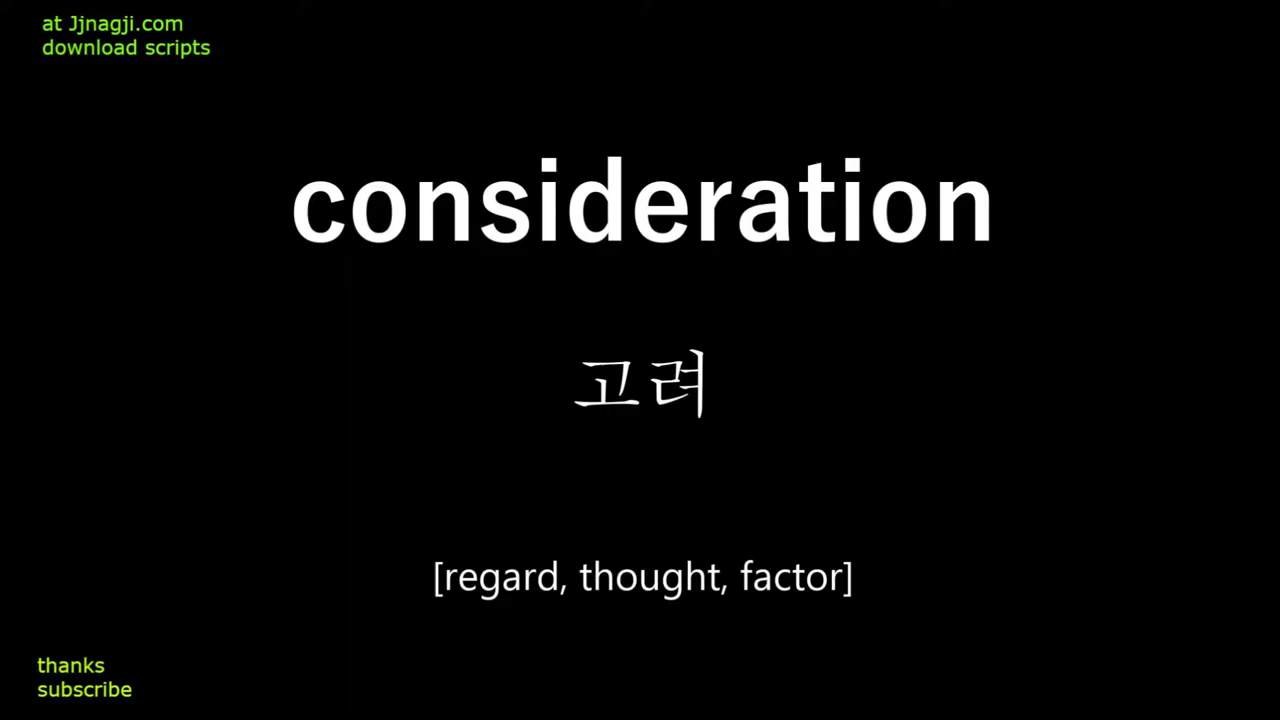 at Jjnagji.com
download scripts
consideration
고려
[regard, thought, factor]
thanks
subscribe